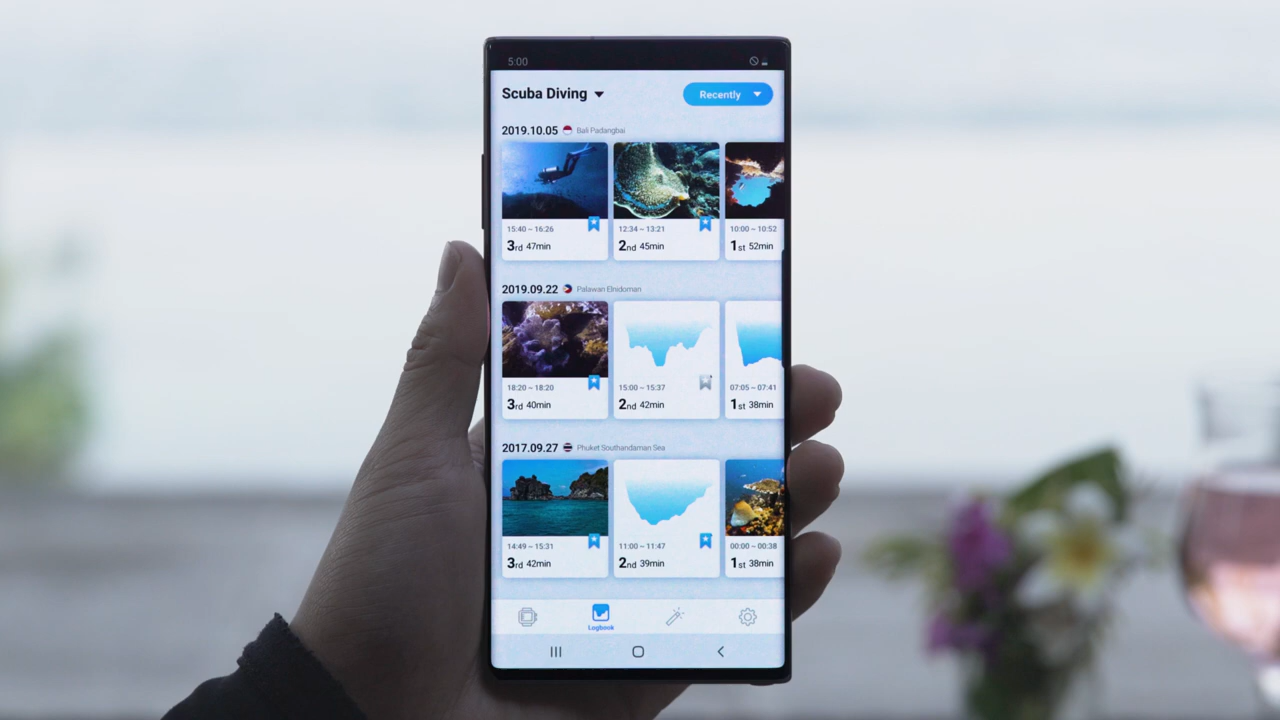 5:00
Scuba Diving
Recently
2019.10.05 Bali Padangbai
15:40 ~ 16:26
3rd 47min
12:34 ~ 13:21
2nd 45min
10:00 ~ 10:52
1st 52min
2019.09.22 Palawan Elnidoman
18:20 ~ 18:20
3rd 40min
15:00 ~ 15:37
2nd 42min
07:05 ~ 07:41
1st 38min
2017.09.27 Phuket Southandaman Sea
14:49 ~ 15:31
3rd 42min
11:00 ~ 11:47
2nd 39min
00:00 ~ 00:38
1st 38min
Logbook